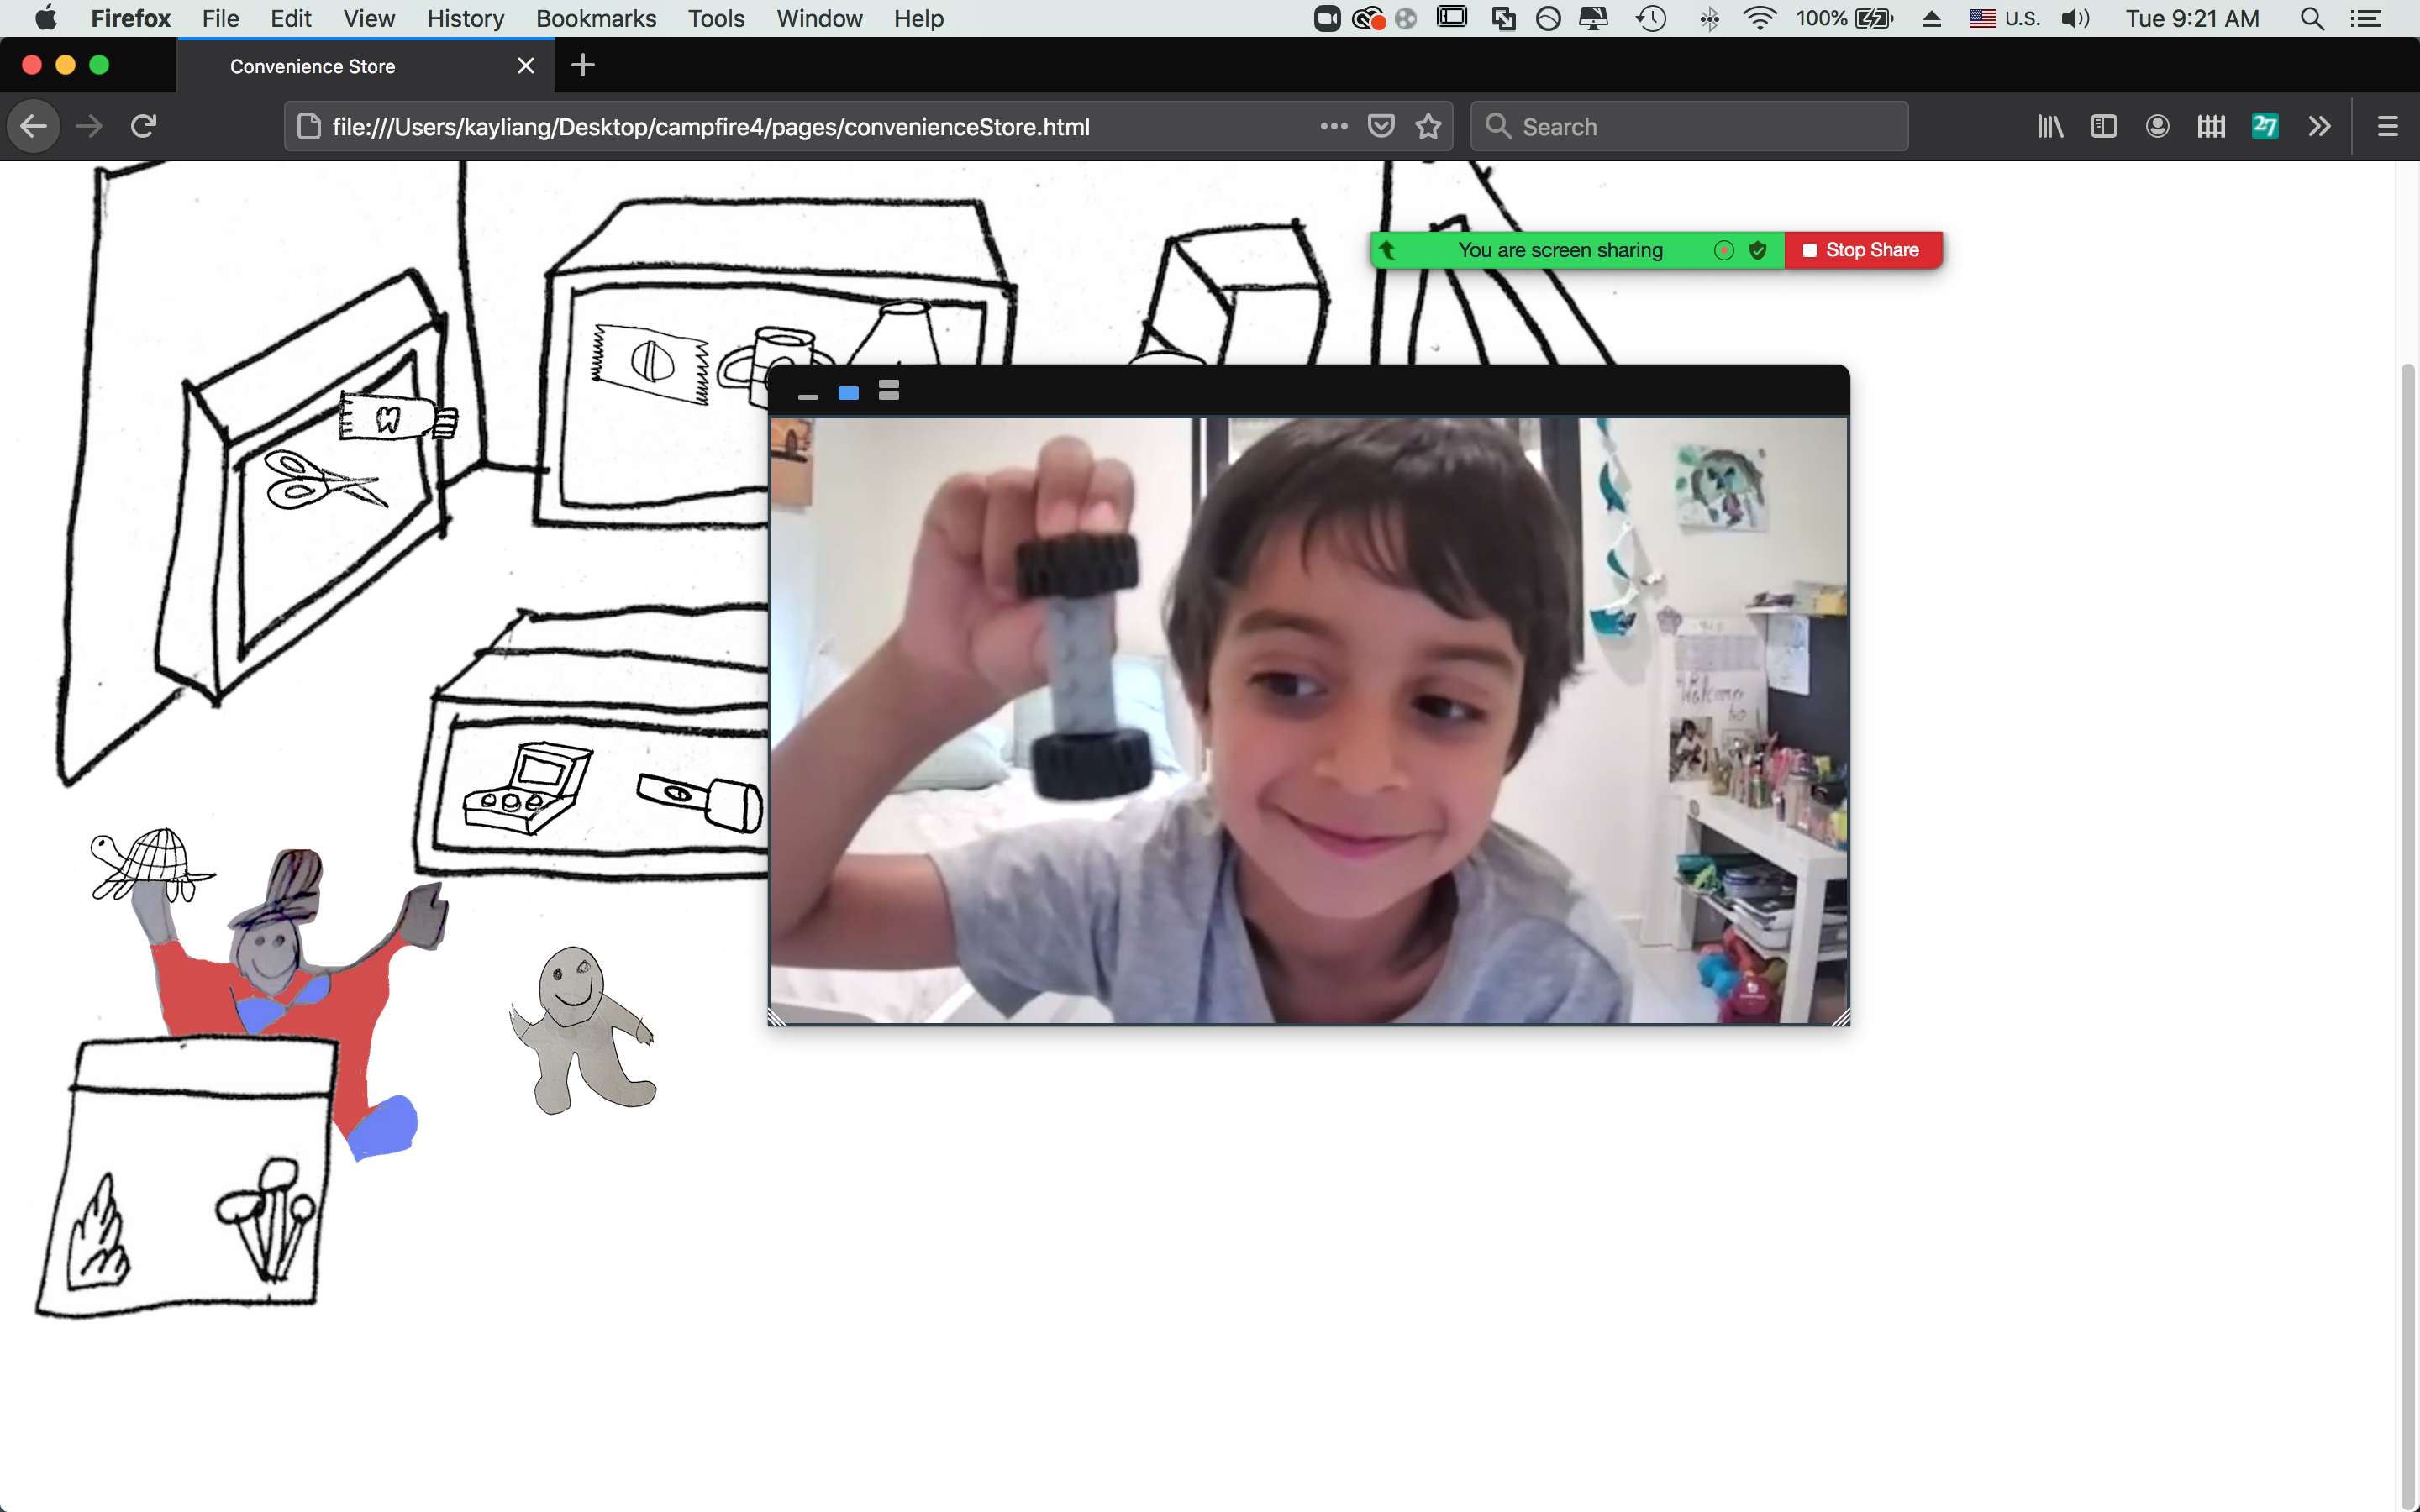 Firefox File Edit View History Bookmarks Tools Window Help 100% U.S. Tue 9:21 AM
Convenience Store
file:///Users/kayliang/Desktop/campfire4/pages/convenienceStore.html Search 27
You are screen sharing Stop Share
Welcome